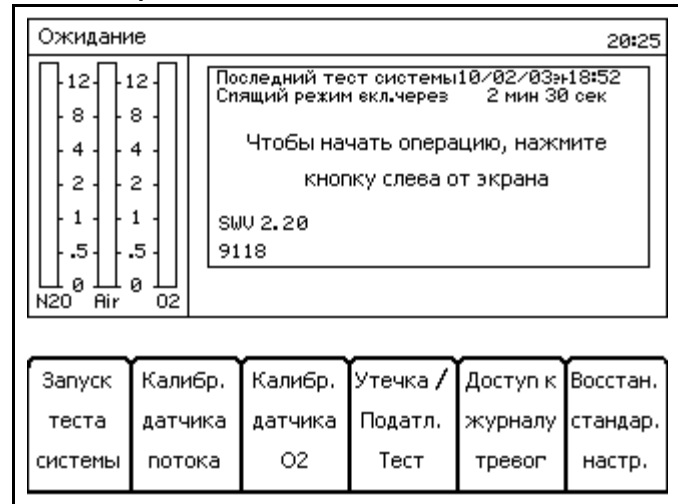 Ожидание 20:25
12 12
8 8
4 4
2 2
1 1
.5 .5
0 0
N2O Air O2
Последний тест системы10/02/03 18:52
Спящий режим вкл.через 2 мин 30 сек
Чтобы начать операцию, нажмите
кнопку слева от экрана
SWV 2.20
9118
Запуск теста системы
Калибр. датчика потока
Калибр. датчика O2
Утечка / Податл. Тест
Доступ к журналу тревог
Восстан. стандар. настр.